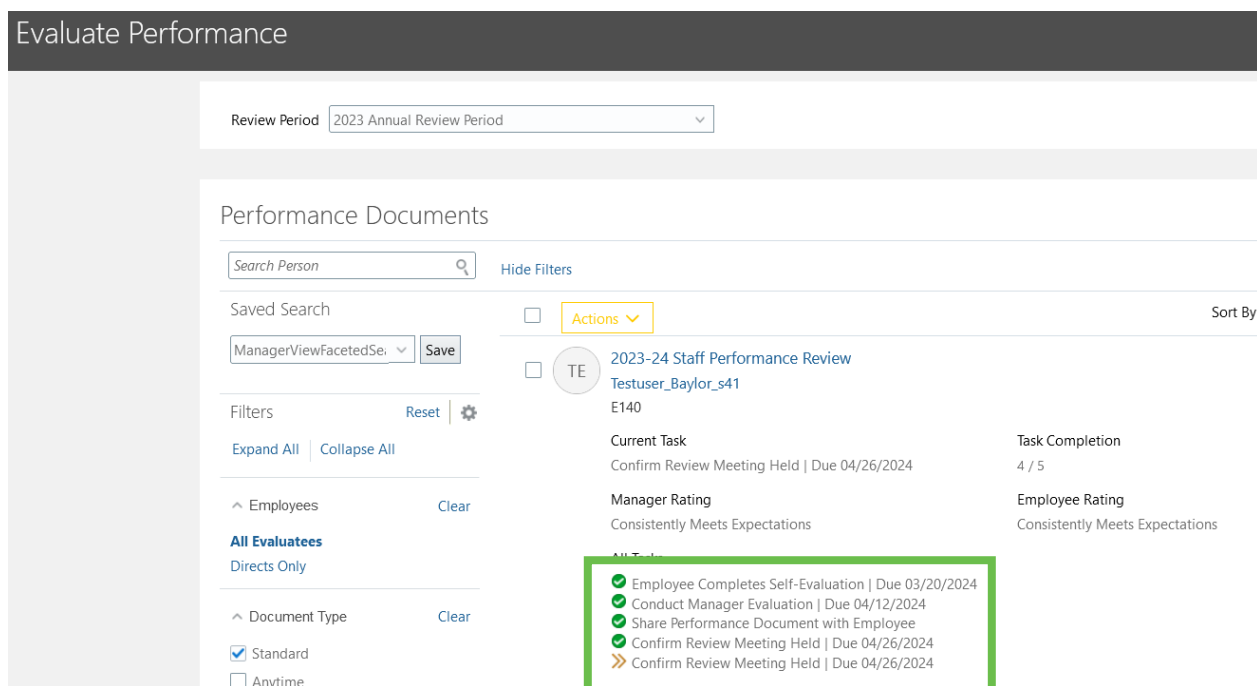 Evaluate Performance
Review Period 2023 Annual Review Period
Performance Documents
Search Person
Hide Filters
Saved Search
ManagerViewFacetedSea
Save
Filters
Reset
Expand All
Collapse All
Employees
Clear
All Evaluatees
Directs Only
Document Type
Clear
Standard
Anytime
Actions
Sort By
TE
2023-24 Staff Performance Review
Testuser_Baylor_s41
E140
Current Task
Confirm Review Meeting Held | Due 04/26/2024
Task Completion
4 / 5
Manager Rating
Consistently Meets Expectations
Employee Rating
Consistently Meets Expectations
All Tasks
Employee Completes Self-Evaluation | Due 03/20/2024
Conduct Manager Evaluation | Due 04/12/2024
Share Performance Document with Employee
Confirm Review Meeting Held | Due 04/26/2024
Confirm Review Meeting Held | Due 04/26/2024